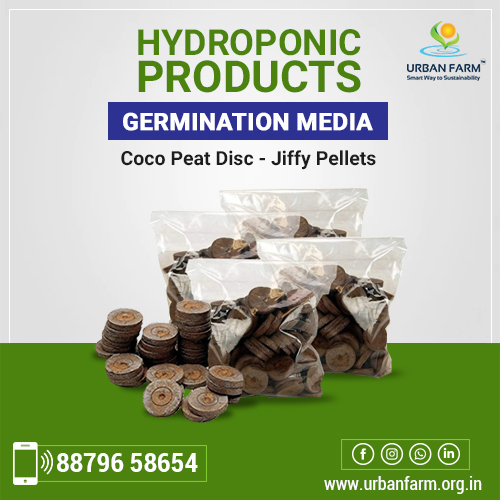 HYDROPONIC
PRODUCTS
URBAN FARM™
Smart Way to Sustainability
GERMINATION MEDIA
Coco Peat Disc - Jiffy Pellets
88796 58654
www.urbanfarm.org.in